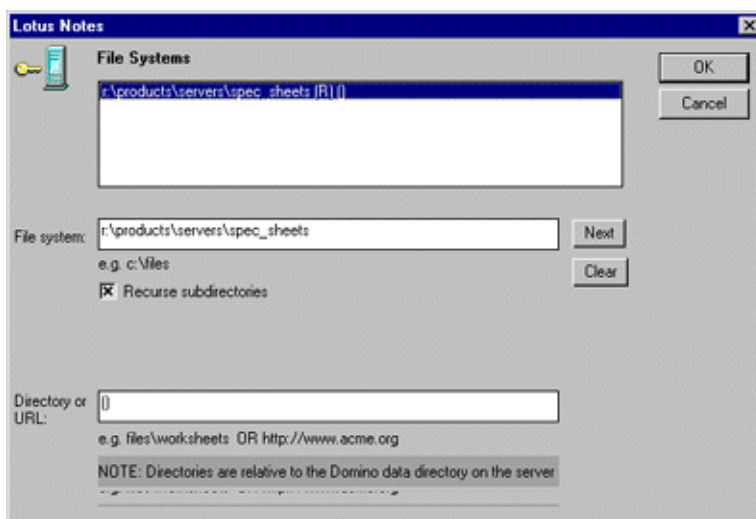 Lotus Notes
File Systems
OK
r:\products\servers\spec_sheets (R) ()
Cancel
File system:
r:\products\servers\spec_sheets
Next
e.g. c:\files
Clear
Recurse subdirectories
Directory or
URL:
()
e.g. files\worksheets OR http://www.acme.org
NOTE: Directories are relative to the Domino data directory on the server